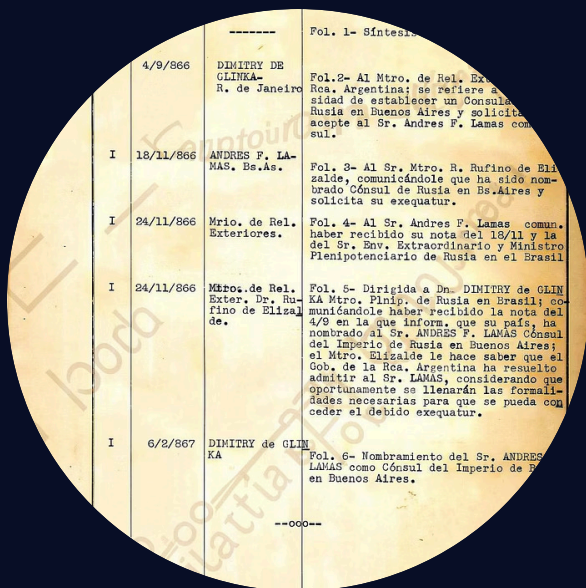 -------
Fol. 1- Síntesis
4/9/866
DIMITRY DE
GLINKA-
R. de Janeiro
Fol.2- Al Mtro. de Rel. Ex
Rca. Argentina; se refiere a
sidad de establecer un Consula
Rusia en Buenos Aires y solicita
acepte al Sr. Andres F. Lamas com
sul.
I
18/11/866
ANDRES F. LA-
MAS. Bs.As.
Fol. 3- Al Sr. Mtro. R. Rufino de Eli
zalde, comunicándole que ha sido nom-
brado Cónsul de Rusia en Bs.Aires y
solicita su exequatur.
I
24/11/866
Mrio. de Rel.
Exteriores.
Fol. 4- Al Sr. Andres F. Lamas comun.
haber recibido su nota del 18/11 y la
del Sr. Env. Extraordinario y Ministro
Plenipotenciario de Rusia en el Brasil
I
24/11/866
Mtro.de Rel.
Exter. Dr. Ru-
fino de Elizal
de.
Fol. 5- Dirigida a Dn. DIMITRY de GLIN
KA Mtro. Plnip. de Rusia en Brasil; co-
muniéandole haber recibido la nota del
4/9 en la que inform. que su país, ha
nombrado al Sr. ANDRES F. LAMAS Cónsul
del Imperio de Rusia en Buenos Aires;
el Mtro. Elizalde le hace saber que el
Gob. de la Rca. Argentina ha resuelto
admitir al Sr. LAMAS, considerando que
oportunamente se llenarán las formali-
dades necesarias para que se pueda con
ceder el debido exequatur.
I
6/2/867
DIMITRY de GLIN
KA
Fol. 6- Nombramiento del Sr. ANDRES
LAMAS como Cónsul del Imperio de R
en Buenos Aires.
--ooo--